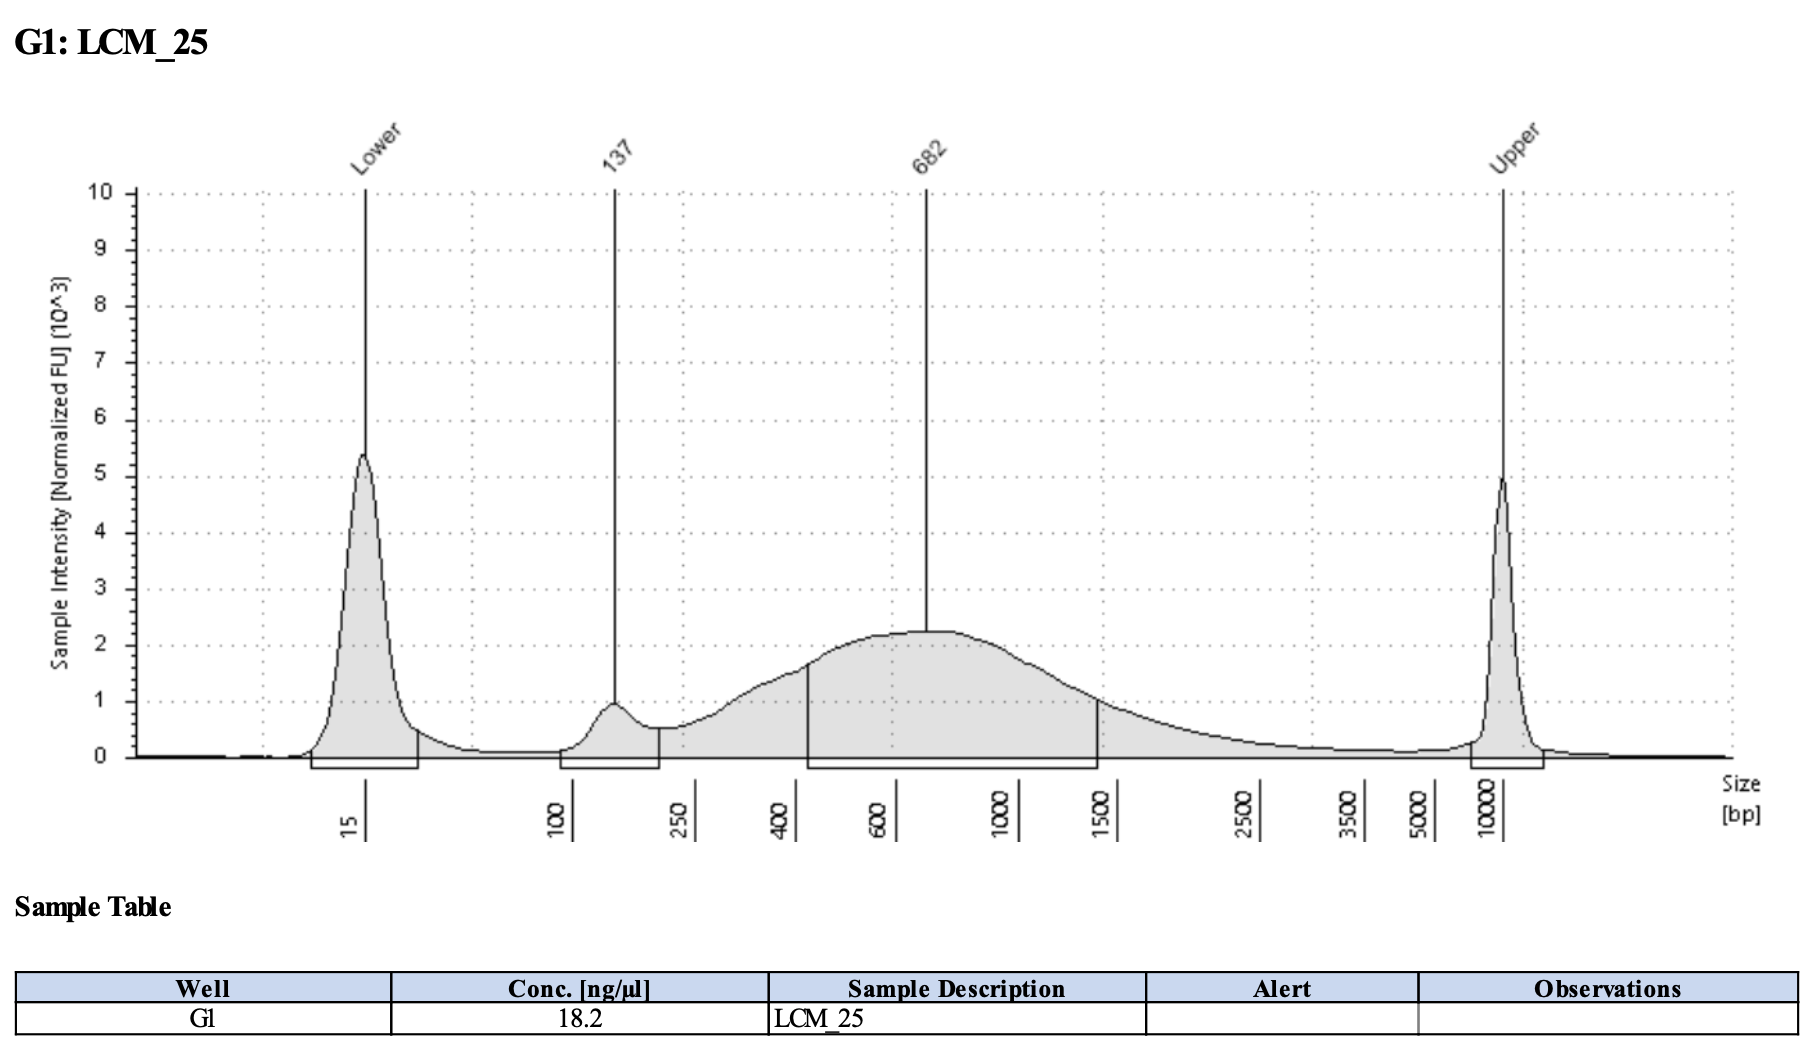 G1: LCM_25
Lower 137 682 Upper
Sample Intensity [Normalized FU] (10^3)
10
9
8
7
6
5
4
3
2
1
0
15 100 250 400 600 1000 1500 2500 3500 5000 10000
Size
[bp]
Sample Table
Well Conc. [ng/µl] Sample Description Alert Observations
G1 18.2 LCM_25